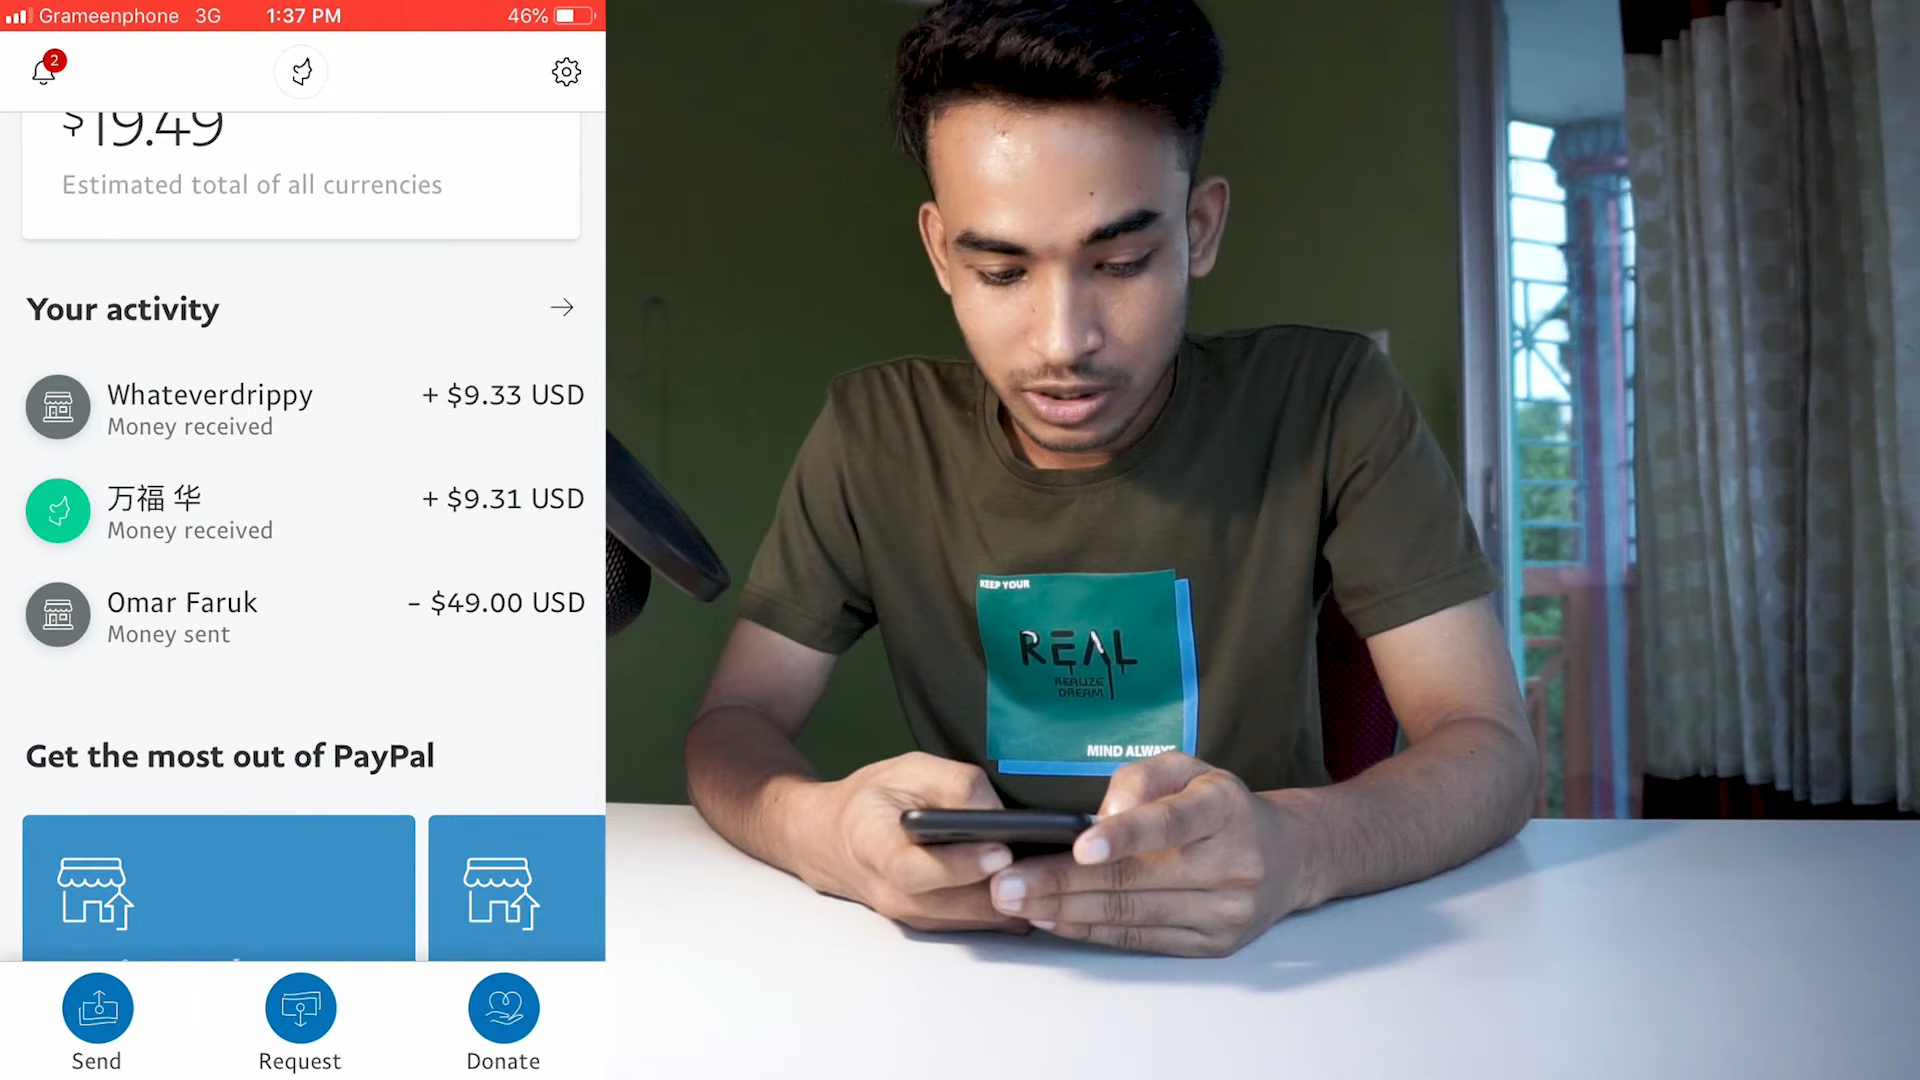 Grameenphone 3G 1:37 PM 46%
2
$19.49
Estimated total of all currencies
Your activity
Whateverdrippy + $9.33 USD
Money received
万福 华 + $9.31 USD
Money received
Omar Faruk - $49.00 USD
Money sent
Get the most out of PayPal
Send Request Donate
KEEP YOUR
REAL
REALIZE
DREAM
MIND ALWAYS